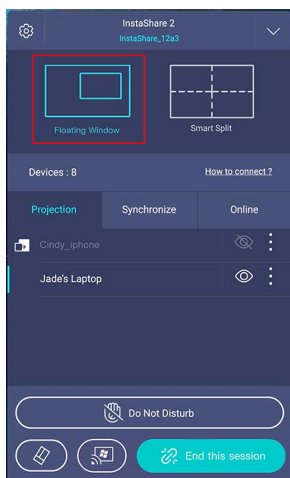 InstaShare 2
InstaShare_12a3
Floating Window
Smart Split
Devices : 8
How to connect ?
Projection
Synchronize
Online
Cindy_iphone
Jade's Laptop
Do Not Disturb
End this session